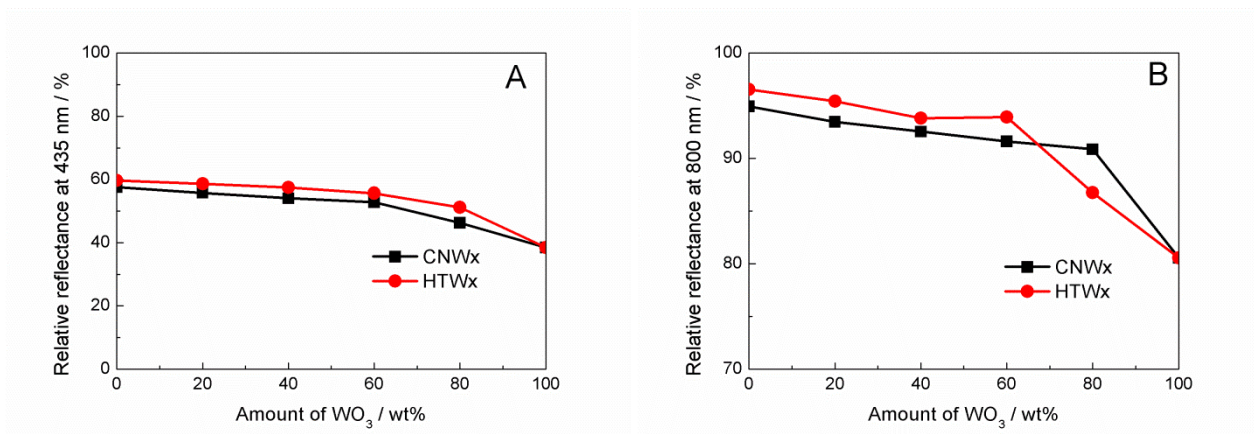 A
Relative reflectance at 435 nm / %
100
80
60
40
20
0
CNWx
HTWx
0 20 40 60 80 100
Amount of WO₃ / wt%
B
Relative reflectance at 800 nm / %
100
90
80
70
CNWx
HTWx
0 20 40 60 80 100
Amount of WO₃ / wt%